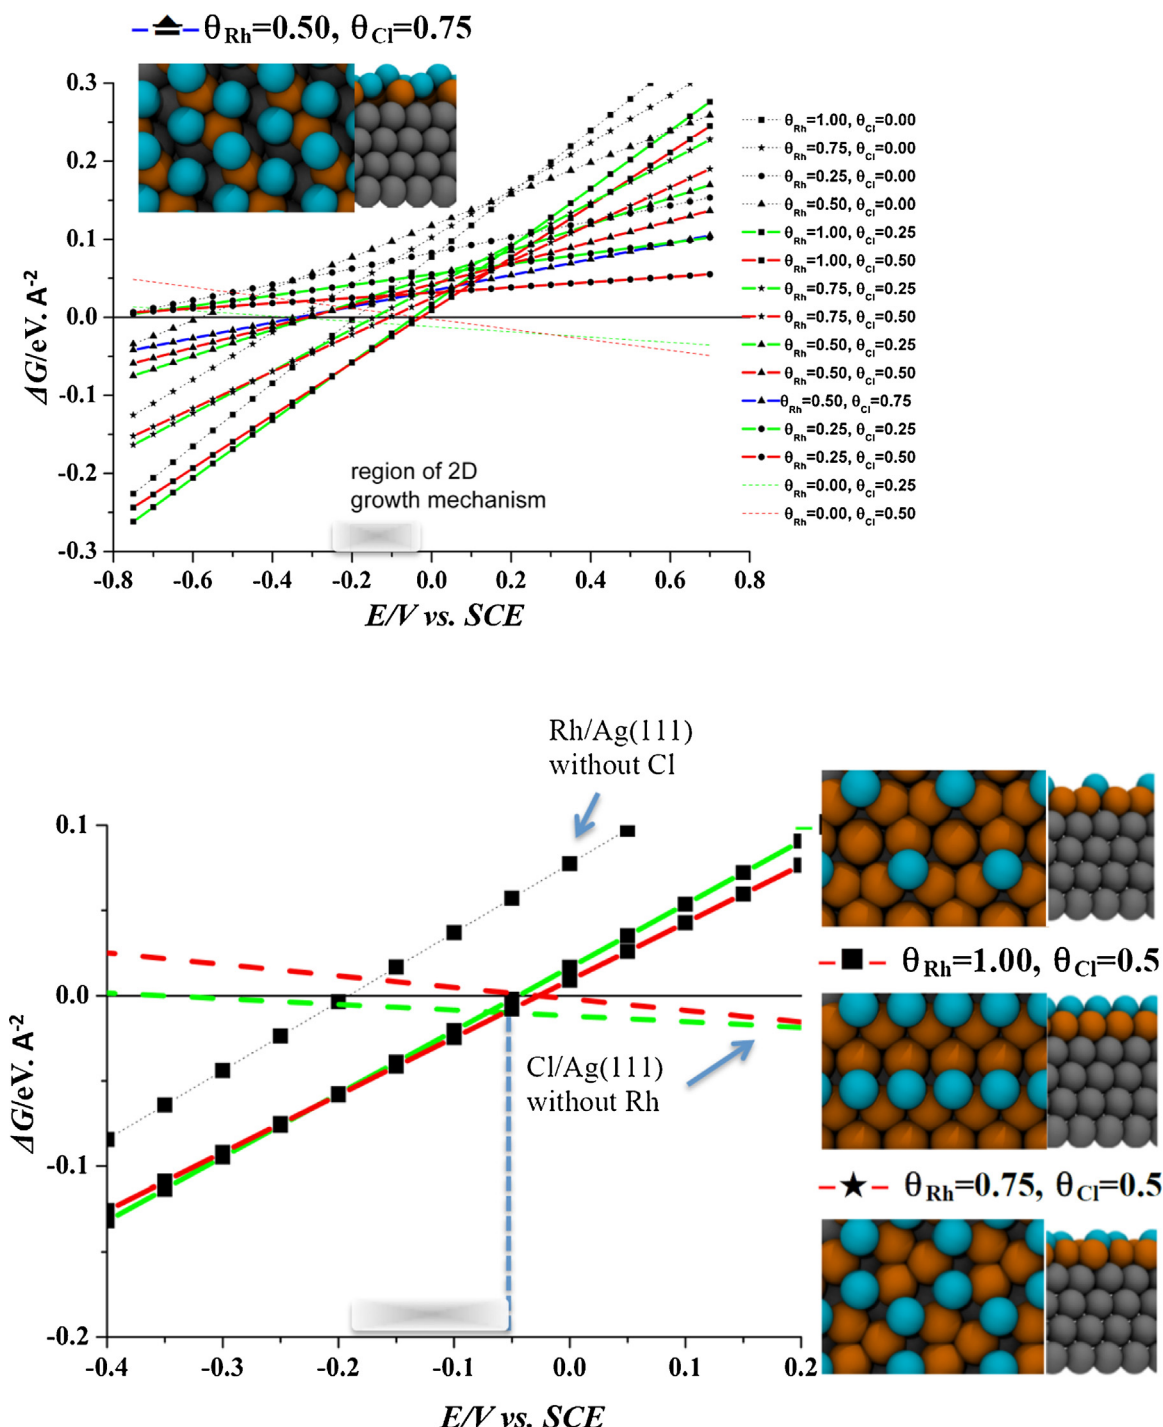 θRh=0.50, θCl=0.75
0.3
0.2
0.1
0.0
-0.1
-0.2
-0.3
ΔG/eV. A-2
region of 2D
growth mechanism
-0.8 -0.6 -0.4 -0.2 0.0 0.2 0.4 0.6 0.8
E/V vs. SCE
θRh=1.00, θCl=0.00
θRh=0.75, θCl=0.00
θRh=0.25, θCl=0.00
θRh=0.50, θCl=0.00
θRh=1.00, θCl=0.25
θRh=1.00, θCl=0.50
θRh=0.75, θCl=0.25
θRh=0.75, θCl=0.50
θRh=0.50, θCl=0.25
θRh=0.50, θCl=0.50
θRh=0.50, θCl=0.75
θRh=0.25, θCl=0.25
θRh=0.25, θCl=0.50
θRh=0.00, θCl=0.25
θRh=0.00, θCl=0.50
Rh/Ag(111)
without Cl
0.1
0.0
-0.1
-0.2
ΔG/eV. A-2
Cl/Ag(111)
without Rh
-0.4 -0.3 -0.2 -0.1 0.0 0.1 0.2
E/V vs. SCE
θRh=1.00, θCl=0.5
θRh=0.75, θCl=0.5